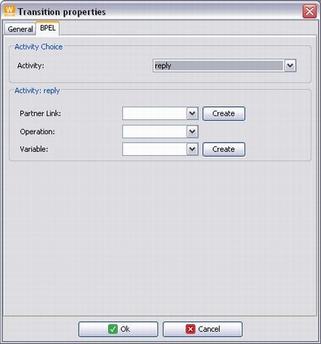 Transition properties
General BPEL
Activity Choice
Activity: reply
Activity: reply
Partner Link: Create
Operation:
Variable: Create
Ok Cancel